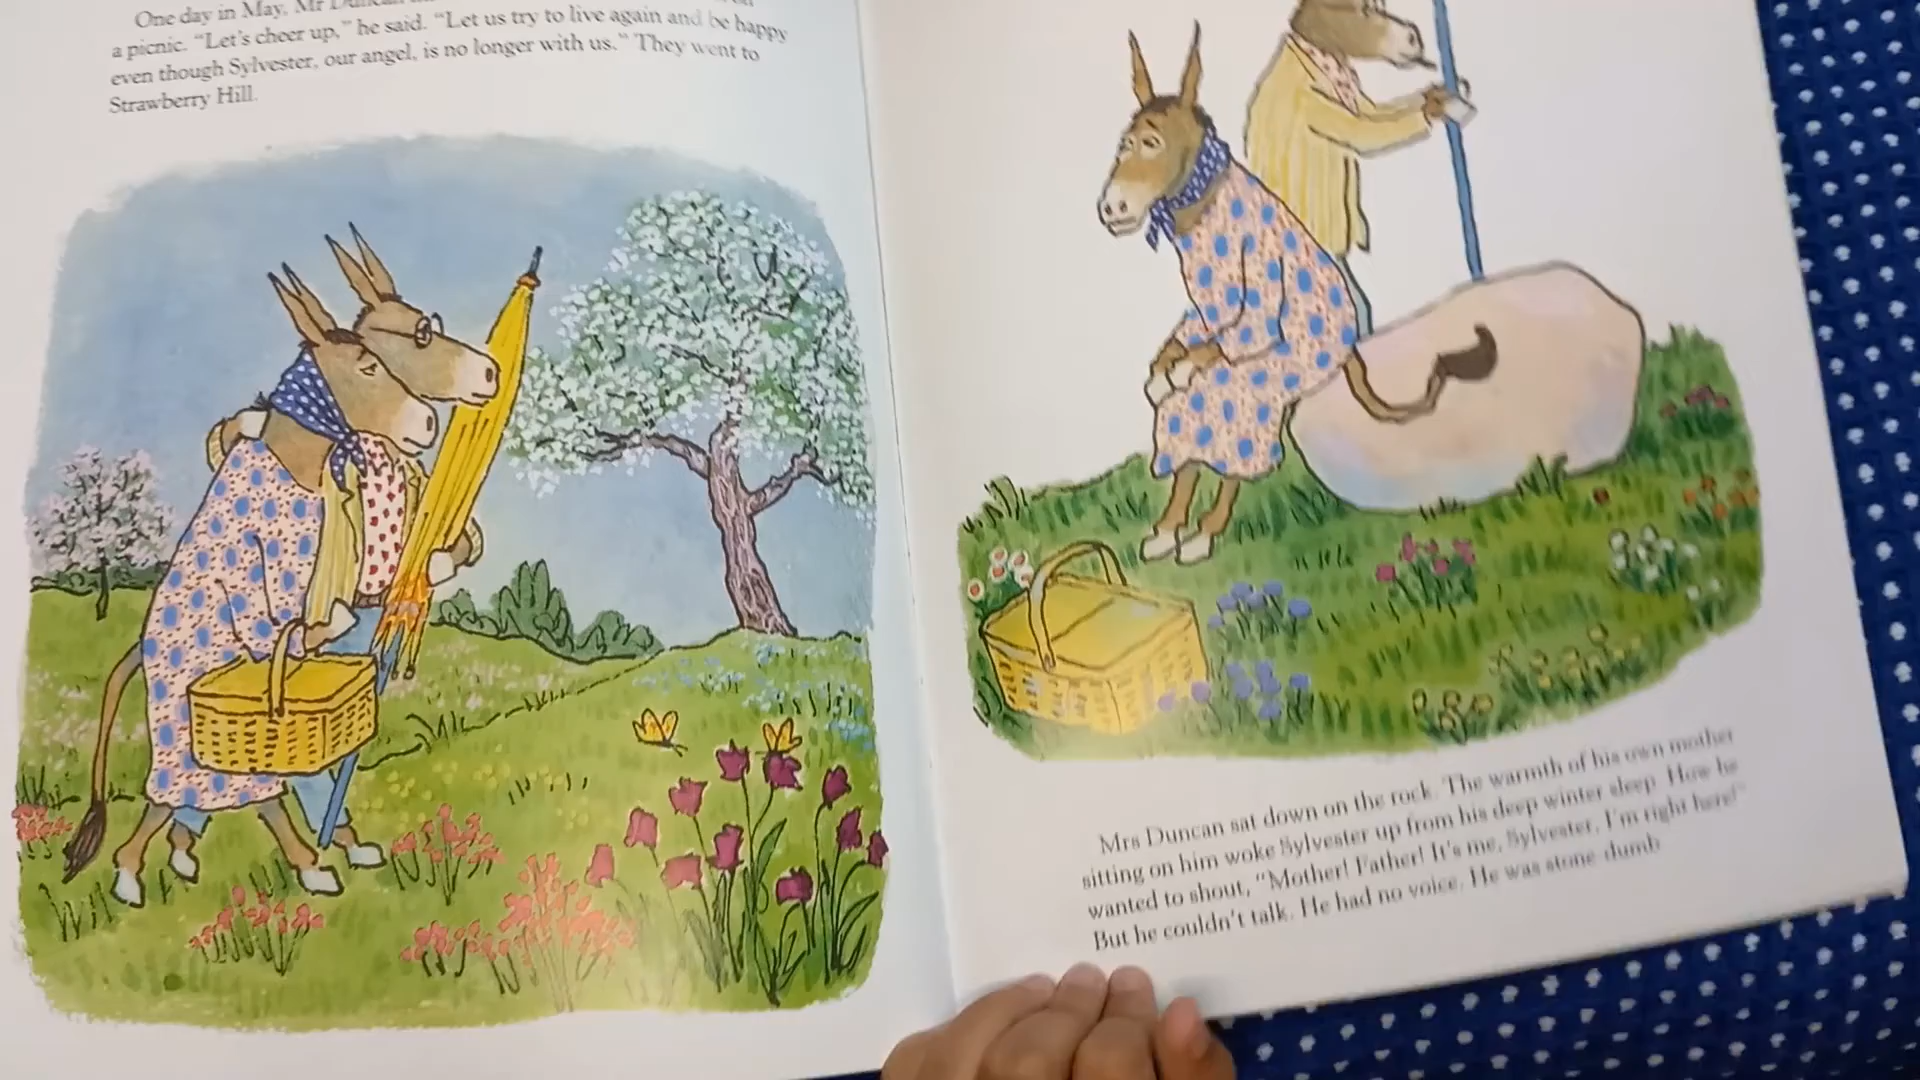 One day in May, Mr Duncan
a picnic. “Let's cheer up,” he said. “Let us try to live again and be happy
even though Sylvester, our angel, is no longer with us.” They went to
Strawberry Hill.
Mrs Duncan sat down on the rock. The warmth of his own mother
sitting on him woke Sylvester up from his deep winter sleep. How he
wanted to shout, “Mother! Father! It's me, Sylvester, I'm right here!”
But he couldn't talk. He had no voice. He was stone-dumb.